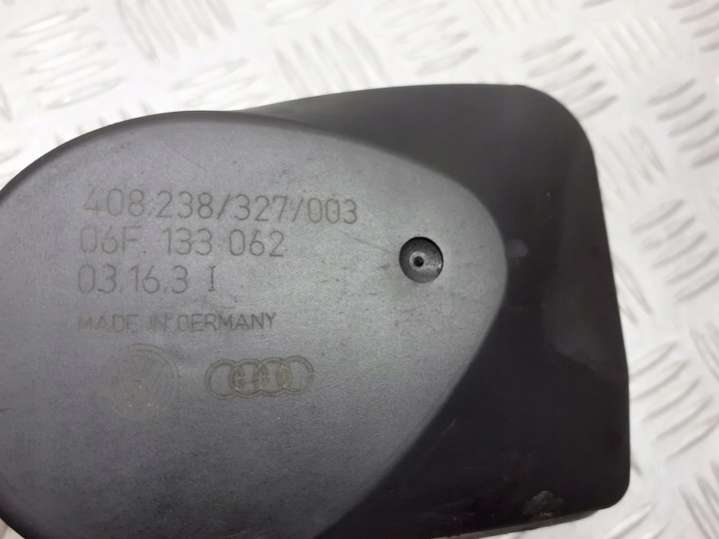 408.238/327/003
06F 133 062
03.16.3 I
MADE IN GERMANY